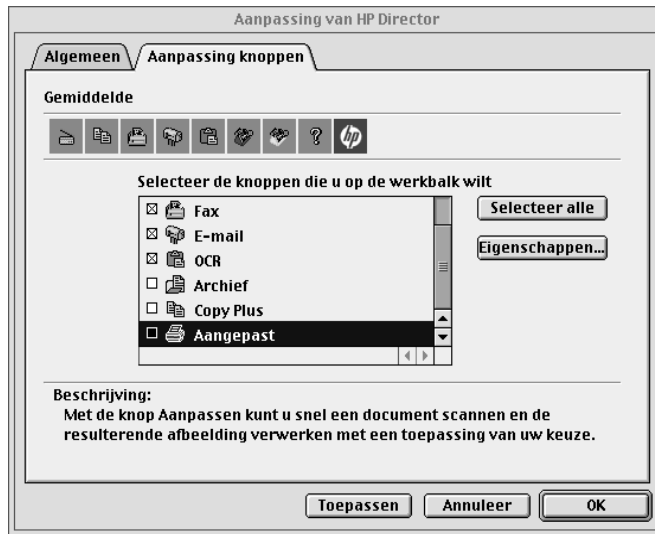 Aanpassing van HP Director
Algemeen
Aanpassing knoppen
Gemiddelde
? hp
Selecteer de knoppen die u op de werkbalk wilt
Fax
E-mail
OCR
Archief
Copy Plus
Aangepast
Selecteer alle
Eigenschappen...
Beschrijving:
Met de knop Aanpassen kunt u snel een document scannen en de
resulterende afbeelding verwerken met een toepassing van uw keuze.
Toepassen
Annuleer
OK